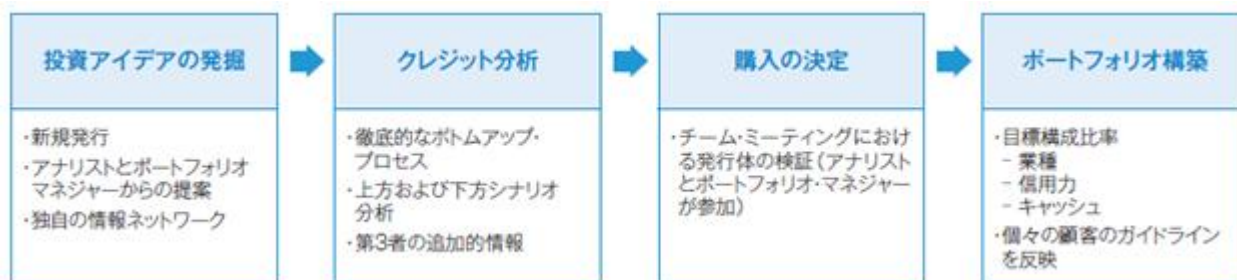 投資アイデアの発掘
・新規発行
・アナリストとポートフォリオ
マネジャーからの提案
・独自の情報ネットワーク
クレジット分析
・徹底的なボトムアップ・
プロセス
・上方および下方シナリオ
分析
・第3者の追加的情報
購入の決定
・チーム・ミーティングにおけ
る発行体の検証(アナリスト
とポートフォリオ・マネジャー
が参加)
ポートフォリオ構築
・目標構成比率
- 業種
- 信用力
- キャッシュ
・個々の顧客のガイドライン
を反映